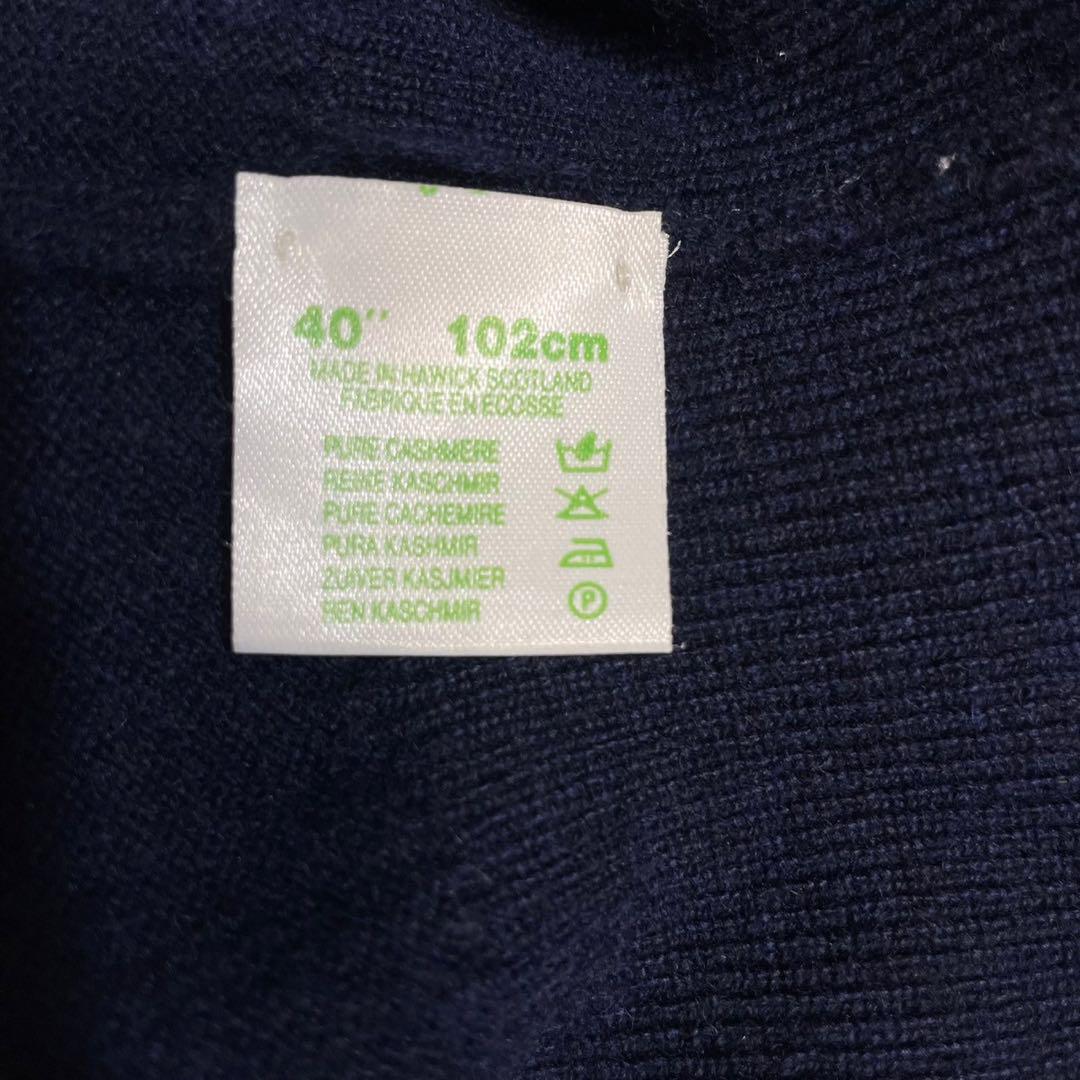 40" 102cm
MADE IN HAWICK SCOTLAND
FABRIQUE EN ECOSSE
PURE CASHMERE
REINE KASCHMIR
PURE CACHEMIRE
PURA KASHMIR
ZUIVER KASJMIER
REN KASCHMIR
P